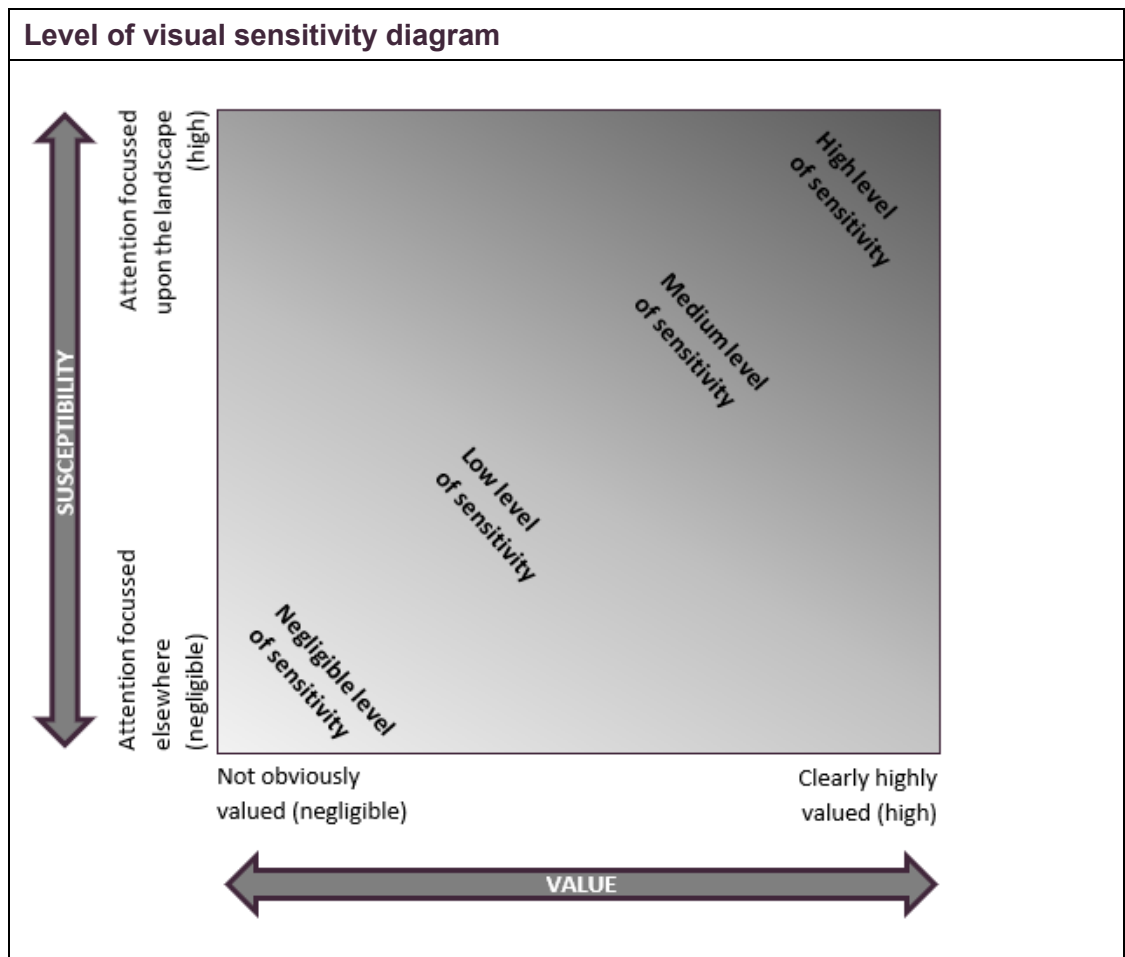 Level of visual sensitivity diagram
SUSCEPTIBILITY
Attention focussed
upon the landscape
(high)
Attention focussed
elsewhere
(negligible)
High level
of sensitivity
Medium level
of sensitivity
Low level
of sensitivity
Negligible level
of sensitivity
Not obviously
valued (negligible)
Clearly highly
valued (high)
VALUE